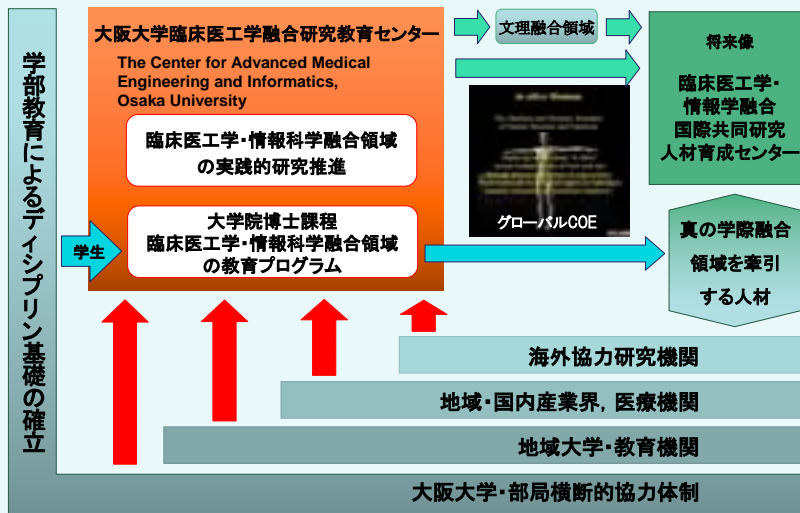 学部教育によるディシプリン基礎の確立
大阪大学臨床医工学融合研究教育センター
The Center for Advanced Medical
Engineering and Informatics,
Osaka University
臨床医工学・情報科学融合領域
の実践的研究推進
学生
大学院博士課程
臨床医工学・情報科学融合領域
の教育プログラム
文理融合領域
グローバルCOE
将来像
臨床医工学・
情報学融合
国際共同研究
人材育成センター
真の学際融合
領域を牽引
する人材
海外協力研究機関
地域・国内産業界，医療機関
地域大学・教育機関
大阪大学・部局横断的協力体制